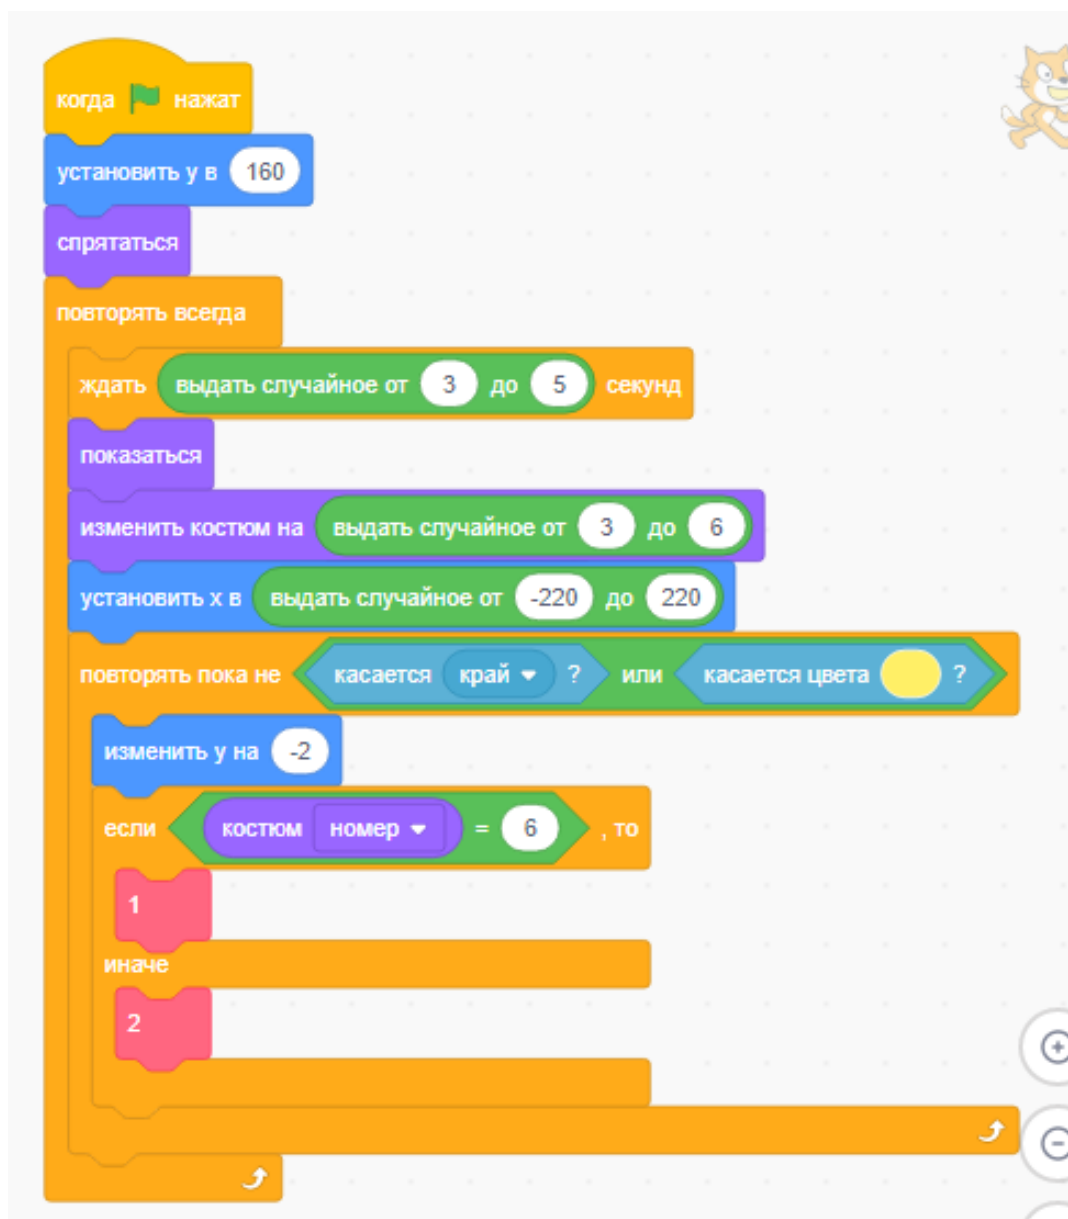 когда нажат
установить y в 160
спрятаться
повторять всегда
ждать выдать случайное от 3 до 5 секунд
показаться
изменить костюм на выдать случайное от 3 до 6
установить x в выдать случайное от -220 до 220
повторять пока не касается край ? или касается цвета ?
изменить y на -2
если костюм номер = 6 , то
1
иначе
2